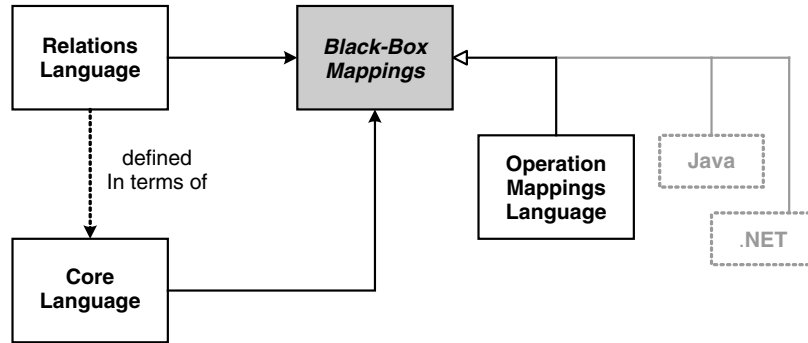 Relations
Language
Black-Box
Mappings
defined
In terms of
Operation
Mappings
Language
Java
.NET
Core
Language